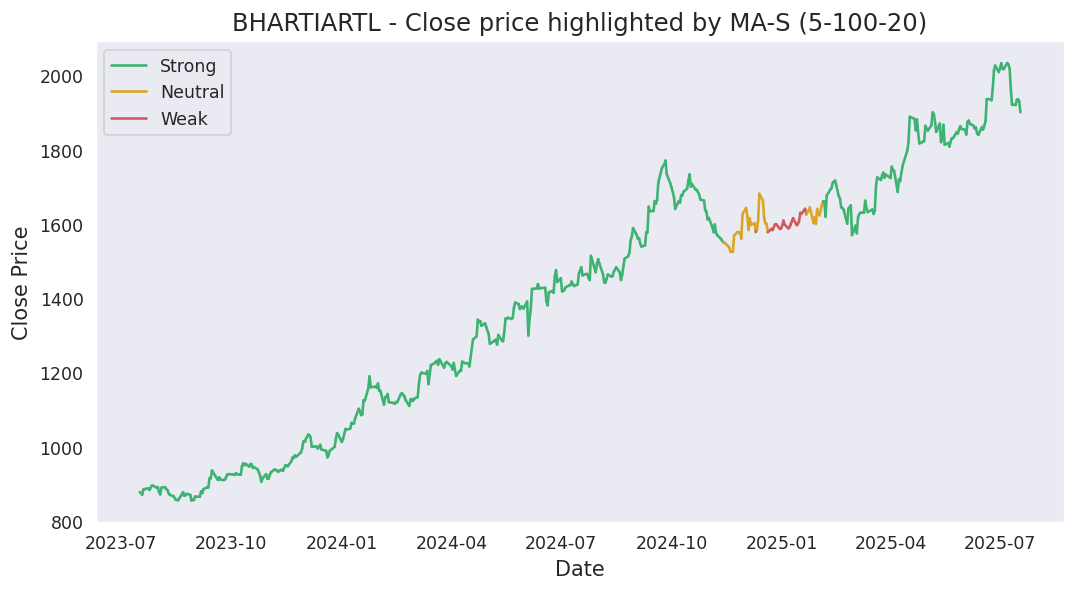 BHARTIARTL - Close price highlighted by MA-S (5-100-20)
Strong
Neutral
Weak
Close Price
2000
1800
1600
1400
1200
1000
800
2023-07 2023-10 2024-01 2024-04 2024-07 2024-10 2025-01 2025-04 2025-07
Date